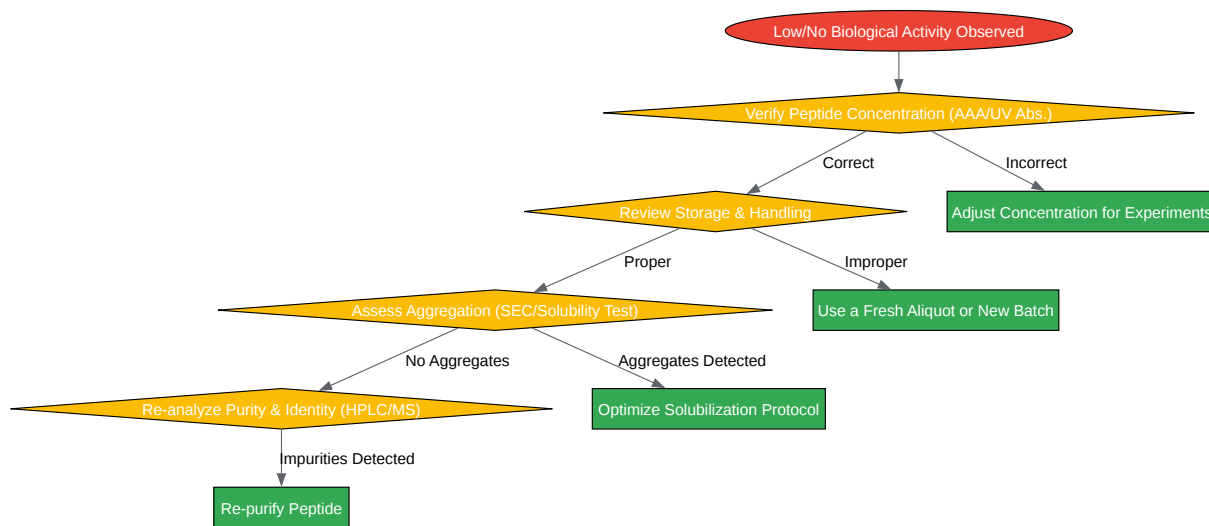 Low/No Biological Activity Observed
Verify Peptide Concentration (AAA/UV Abs.)
Correct
Incorrect
Review Storage & Handling
Adjust Concentration for Experiments
Proper
Improper
Assess Aggregation (SEC/Solubility Test)
Use a Fresh Aliquot or New Batch
No Aggregates
Aggregates Detected
Re-analyze Purity & Identity (HPLC/MS)
Optimize Solubilization Protocol
Impurities Detected
Re-purify Peptide